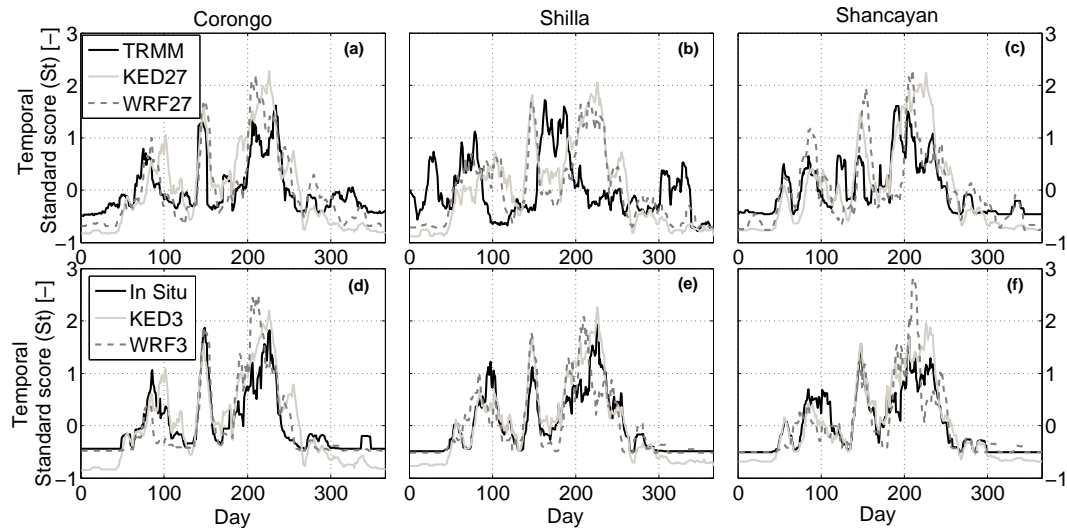 Corongo
Shilla
Shancayan
Temporal
Standard score (St) [−]
TRMM
KED27
WRF27
(a)
(b)
(c)
3
2
1
0
−1
0 100 200 300
0 100 200 300
0 100 200 300
3
2
1
0
−1
Temporal
Standard score (St) [−]
In Situ
KED3
WRF3
(d)
(e)
(f)
3
2
1
0
−1
3
2
1
0
−1
0 100 200 300
0 100 200 300
0 100 200 300
Day
Day
Day